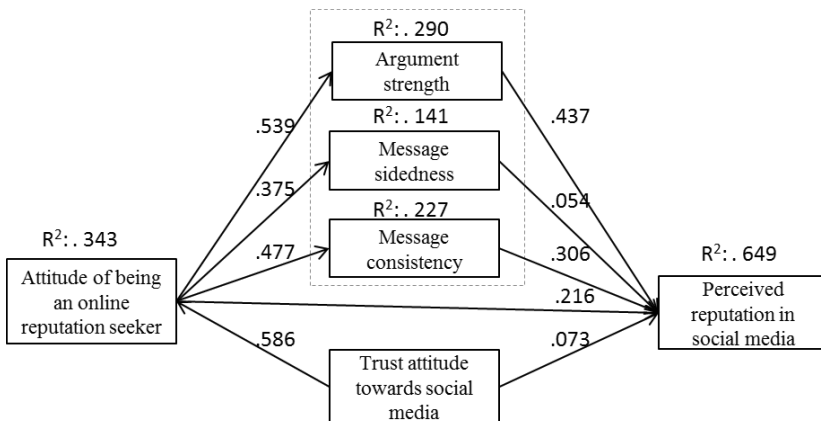 R²:. 290
Argument
strength
.539
.437
R²:. 141
Message
sidedness
.375
.054
R²:. 227
Message
consistency
.477
.306
R²:. 343
Attitude of being
an online
reputation seeker
.216
R²:. 649
Perceived
reputation in
social media
.586
.073
Trust attitude
towards social
media